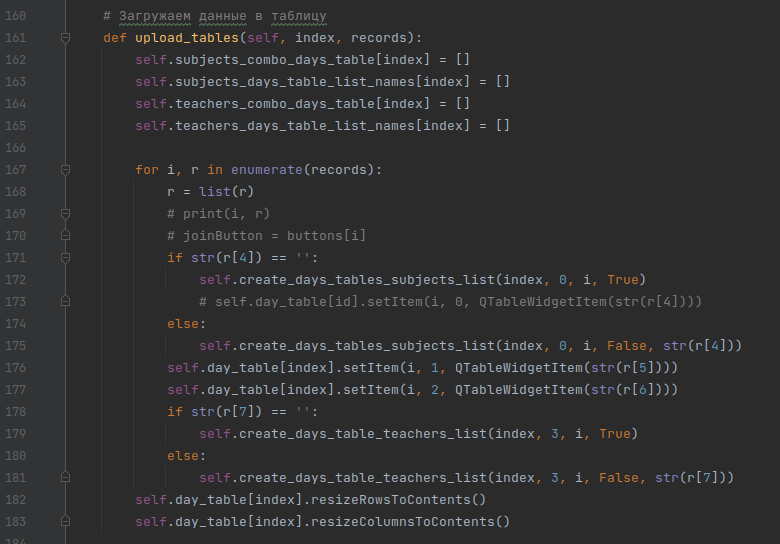 160 # Загружаем данные в таблицу
161 def upload_tables(self, index, records):
162 self.subjects_combo_days_table[index] = []
163 self.subjects_days_table_list_names[index] = []
164 self.teachers_combo_days_table[index] = []
165 self.teachers_days_table_list_names[index] = []
166
167 for i, r in enumerate(records):
168 r = list(r)
169 # print(i, r)
170 # joinButton = buttons[i]
171 if str(r[4]) == '':
172 self.create_days_tables_subjects_list(index, 0, i, True)
173 # self.day_table[id].setItem(i, 0, QTableWidgetItem(str(r[4])))
174 else:
175 self.create_days_tables_subjects_list(index, 0, i, False, str(r[4]))
176 self.day_table[index].setItem(i, 1, QTableWidgetItem(str(r[5])))
177 self.day_table[index].setItem(i, 2, QTableWidgetItem(str(r[6])))
178 if str(r[7]) == '':
179 self.create_days_table_teachers_list(index, 3, i, True)
180 else:
181 self.create_days_table_teachers_list(index, 3, i, False, str(r[7]))
182 self.day_table[index].resizeRowsToContents()
183 self.day_table[index].resizeColumnsToContents()
184